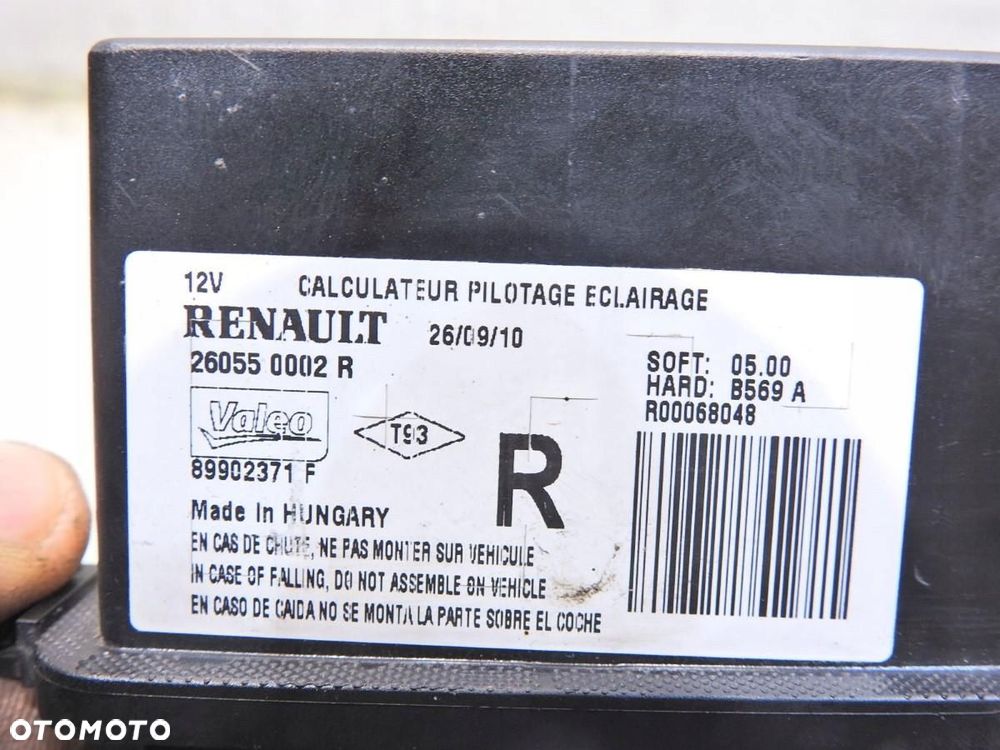 12V CALCULATEUR PILOTAGE ECLAIRAGE
RENAULT 26/09/10
26055 0002 R
SOFT: 05.00
HARD: B569 A
R00068048
Valeo
T93
R
89902371 F
Made In HUNGARY
EN CAS DE CHUTE, NE PAS MONTER SUR VEHICULE
IN CASE OF FALLING, DO NOT ASSEMBLE ON VEHICLE
EN CASO DE CAIDA NO SE MONTA LA PARTE SOBRE EL COCHE
OTOMOTO